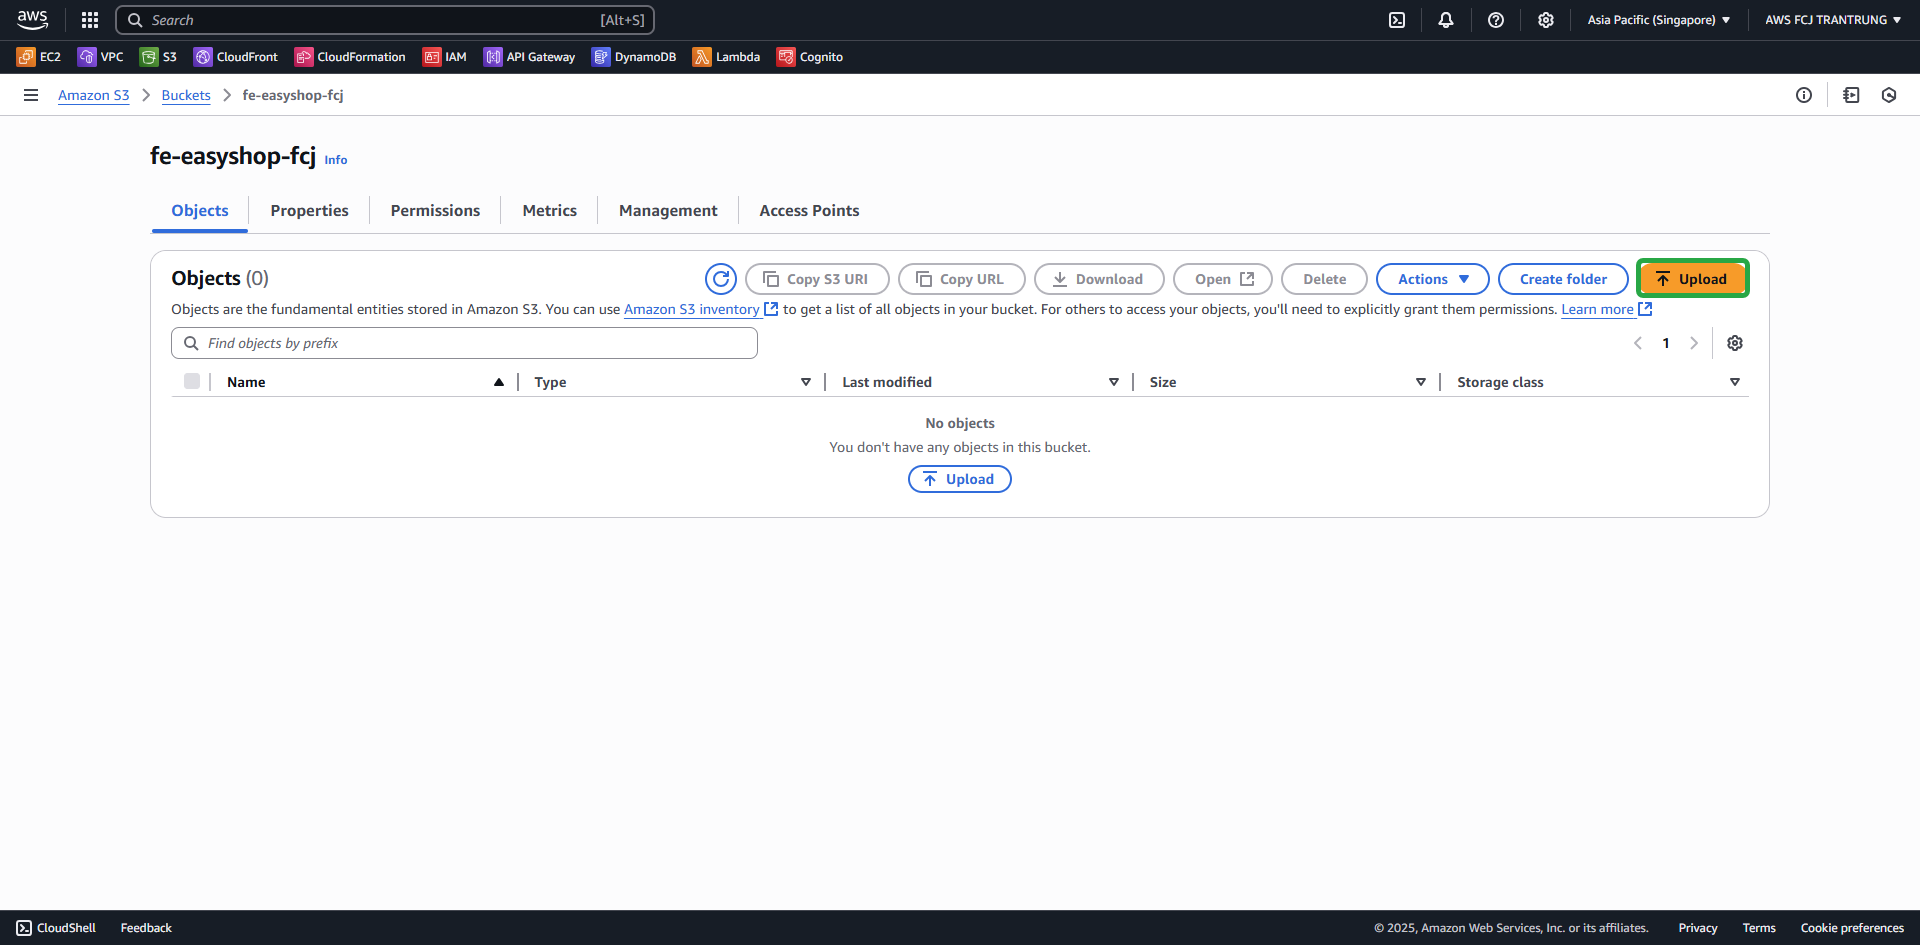 aws Search [Alt+S] Asia Pacific (Singapore) AWS FCJ TRANTRUNG
EC2 VPC S3 CloudFront CloudFormation IAM API Gateway DynamoDB Lambda Cognito
Amazon S3 Buckets fe-easyshop-fcj
fe-easyshop-fcj Info
Objects Properties Permissions Metrics Management Access Points
Objects (0) Copy S3 URI Copy URL Download Open Delete Actions Create folder Upload
Objects are the fundamental entities stored in Amazon S3. You can use Amazon S3 inventory to get a list of all objects in your bucket. For others to access your objects, you'll need to explicitly grant them permissions. Learn more
Find objects by prefix 1
Name Type Last modified Size Storage class
No objects
You don't have any objects in this bucket.
Upload
CloudShell Feedback © 2025, Amazon Web Services, Inc. or its affiliates. Privacy Terms Cookie preferences